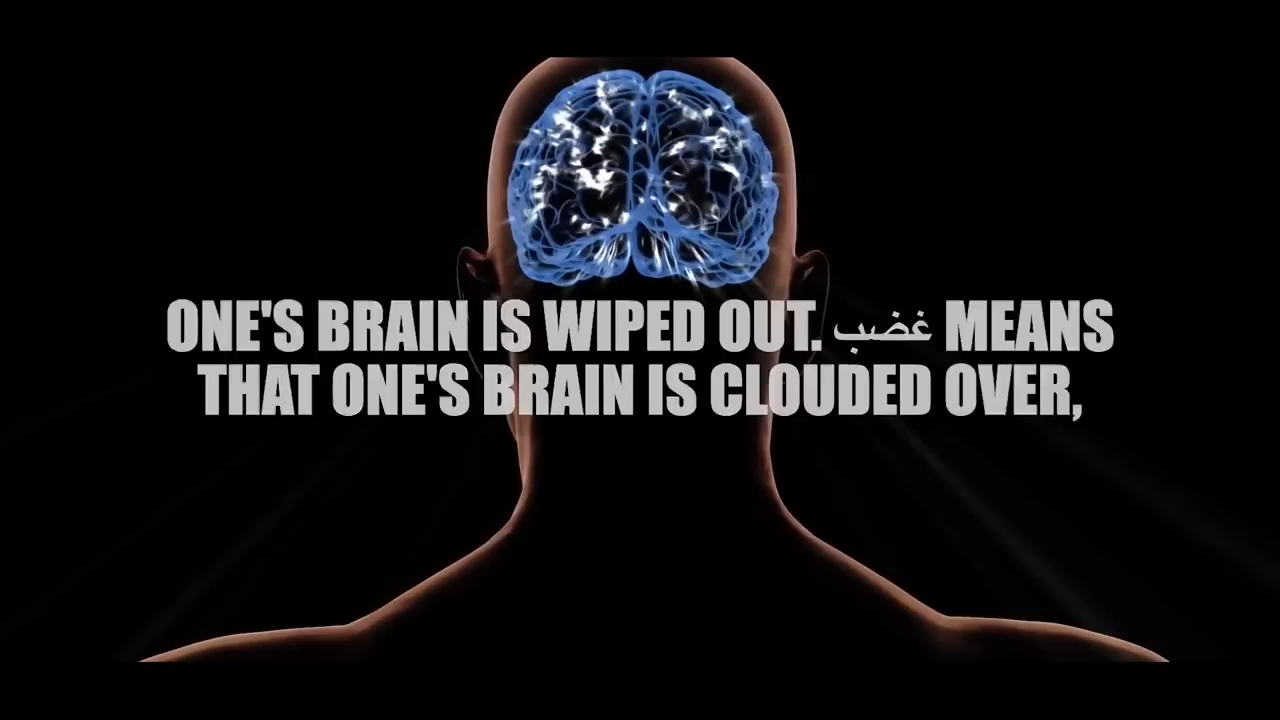 ONE'S BRAIN IS WIPED OUT. غضب MEANS
THAT ONE'S BRAIN IS CLOUDED OVER,